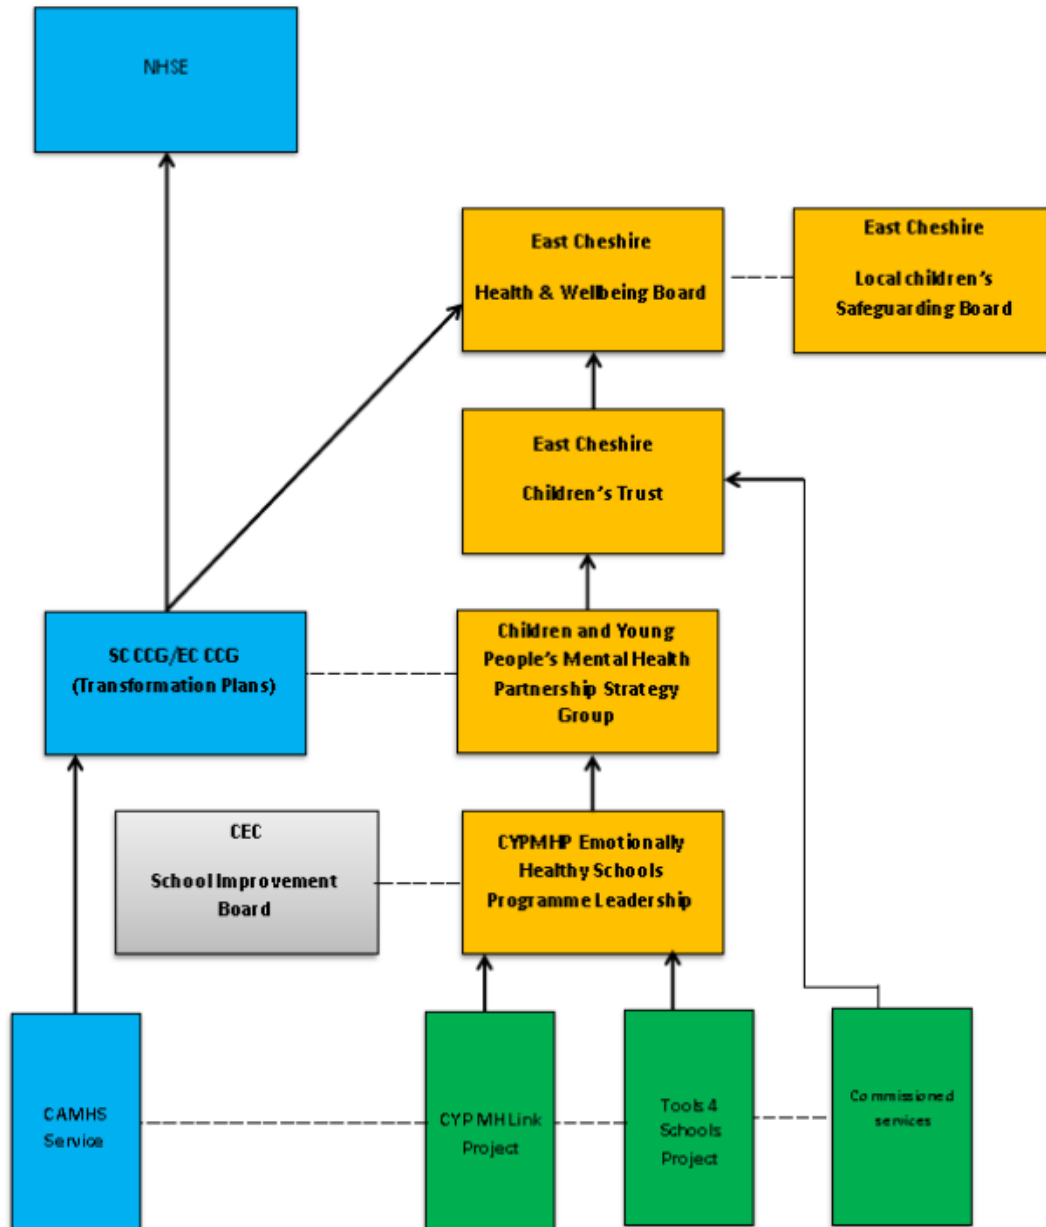 NHSE
East Cheshire
Health & Wellbeing Board
East Cheshire
Local children's
Safeguarding Board
East Cheshire
Children's Trust
SC CCG/EC CCG
(Transformation Plans)
Children and Young
People's Mental Health
Partnership Strategy
Group
CEC
School Improvement
Board
CYPMHP Emotionally
Healthy Schools
Programme Leadership
CAMHS
Service
CYP MH Link
Project
Tools 4
Schools
Project
Commissioned
services